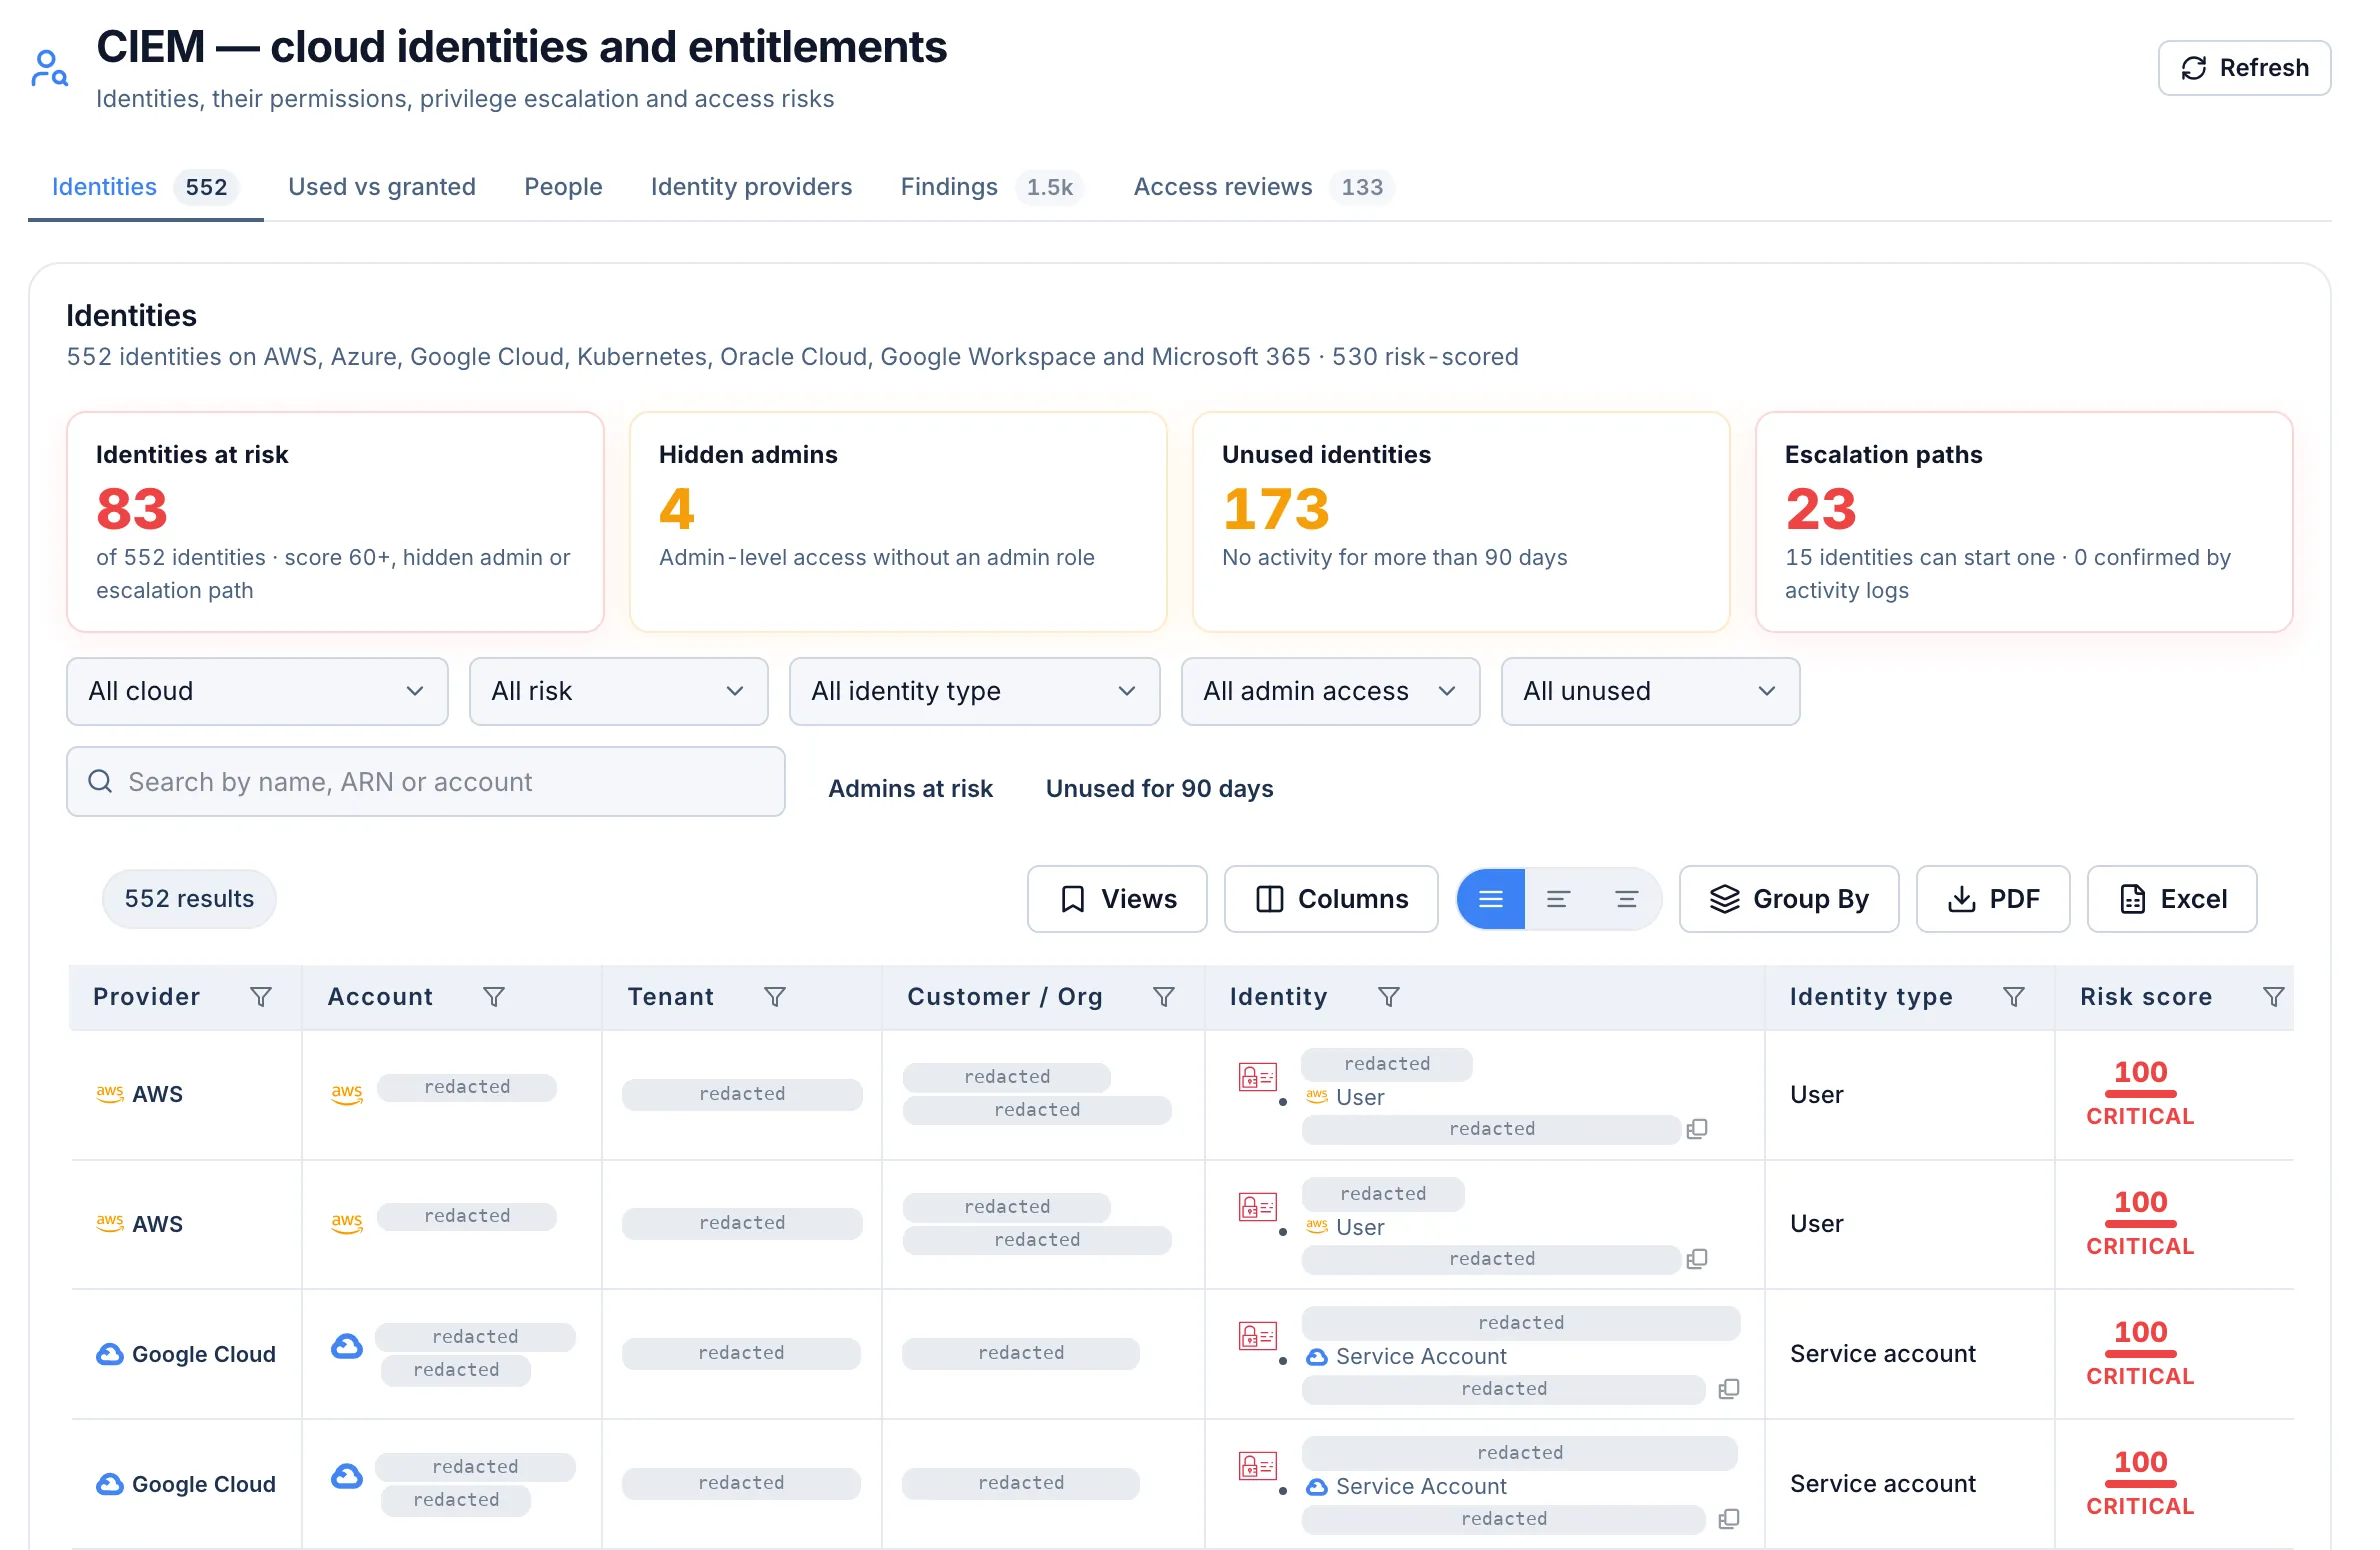 CIEM — cloud identities and entitlements
Identities, their permissions, privilege escalation and access risks
Refresh
Identities 552 Used vs granted People Identity providers Findings 1.5k Access reviews 133
Identities
552 identities on AWS, Azure, Google Cloud, Kubernetes, Oracle Cloud, Google Workspace and Microsoft 365 · 530 risk-scored
Identities at risk
83
of 552 identities · score 60+, hidden admin or
escalation path
Hidden admins
4
Admin-level access without an admin role
Unused identities
173
No activity for more than 90 days
Escalation paths
23
15 identities can start one · 0 confirmed by
activity logs
All cloud All risk All identity type All admin access All unused
Search by name, ARN or account Admins at risk Unused for 90 days
552 results Views Columns Group By PDF Excel
Provider Account Tenant Customer / Org Identity Identity type Risk score
aws AWS
aws redacted
redacted
redacted
redacted
redacted
aws User
redacted
User
100
CRITICAL
aws AWS
aws redacted
redacted
redacted
redacted
redacted
aws User
redacted
User
100
CRITICAL
Google Cloud
redacted
redacted
redacted
redacted
redacted
Service Account
redacted
Service account
100
CRITICAL
Google Cloud
redacted
redacted
redacted
redacted
redacted
Service Account
redacted
Service account
100
CRITICAL